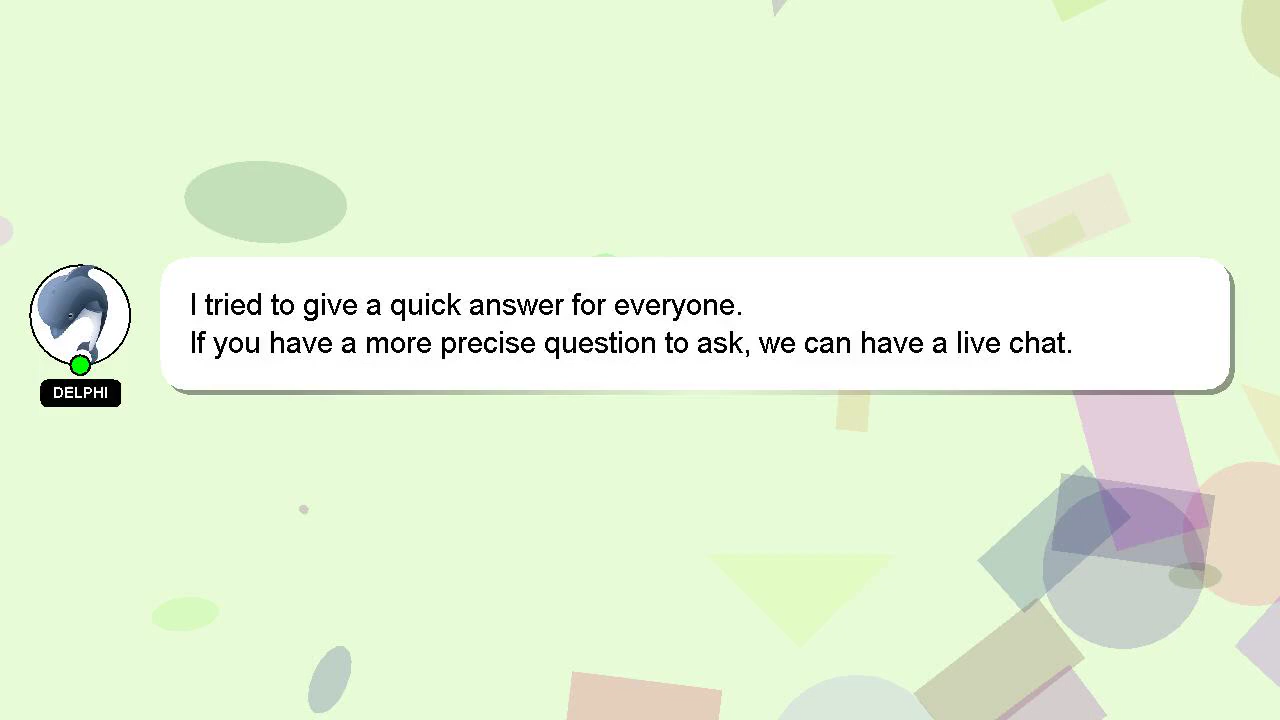 I tried to give a quick answer for everyone.
If you have a more precise question to ask, we can have a live chat.
DELPHI